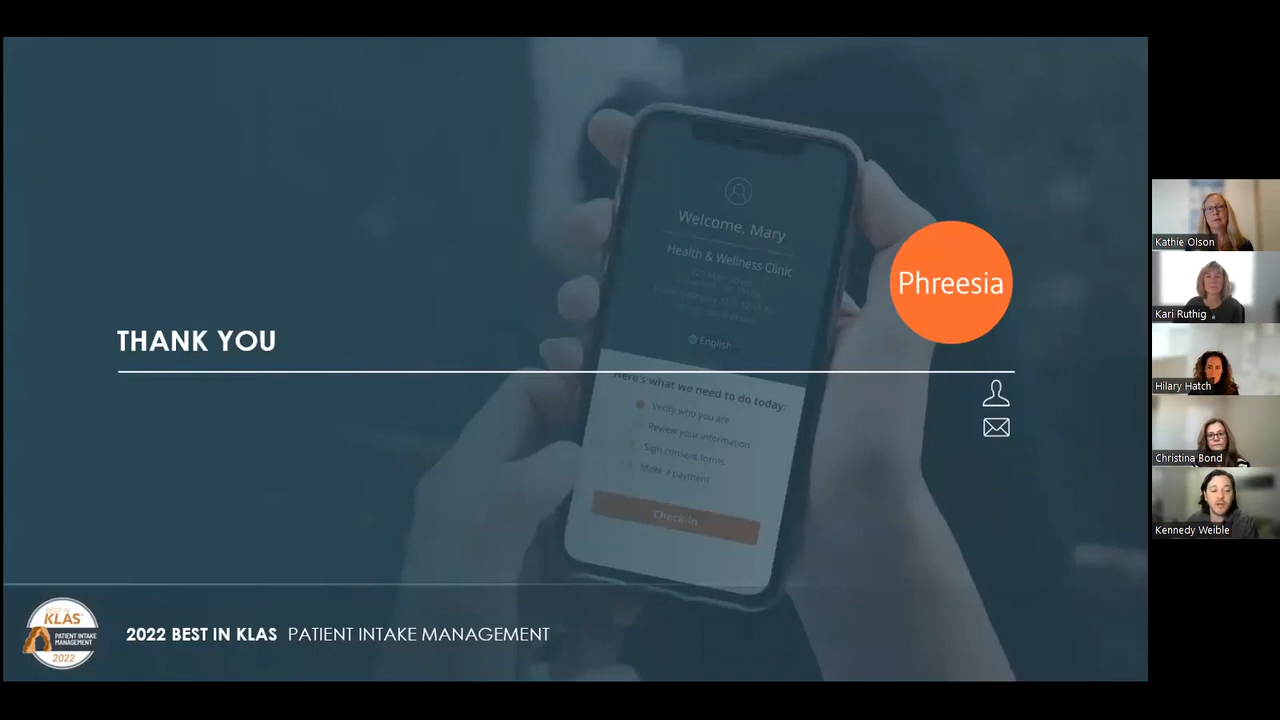 Welcome, Mary
Health & Wellness Clinic
English
Phreesia
THANK YOU
Here's what we need to do today:
Verify who you are
Review your information
Sign consent forms
Make a payment
Check-in
BEST IN
KLAS
PATIENT INTAKE
MANAGEMENT
2022
2022 BEST IN KLAS PATIENT INTAKE MANAGEMENT
Kathie Olson
Kari Ruthig
Hilary Hatch
Christina Bond
Kennedy Weible